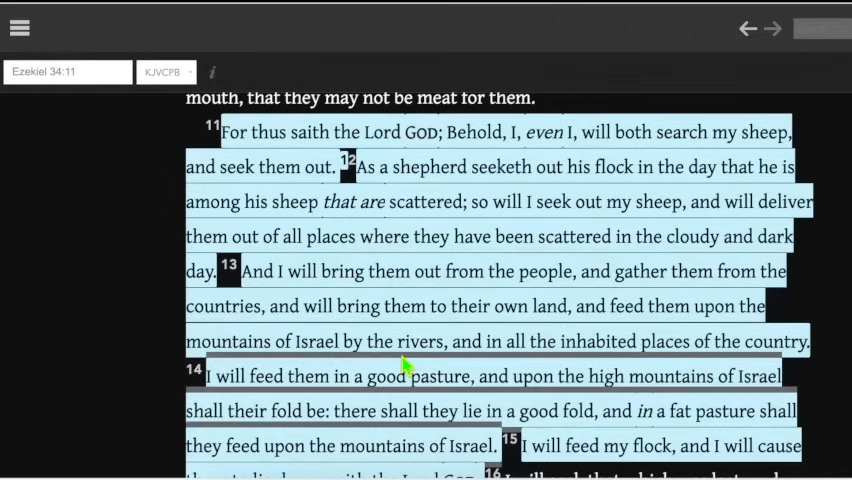 Ezekiel 34:11 KJVCPB i
mouth, that they may not be meat for them.
11 For thus saith the Lord GOD; Behold, I, even I, will both search my sheep,
and seek them out. 12 As a shepherd seeketh out his flock in the day that he is
among his sheep that are scattered; so will I seek out my sheep, and will deliver
them out of all places where they have been scattered in the cloudy and dark
day. 13 And I will bring them out from the people, and gather them from the
countries, and will bring them to their own land, and feed them upon the
mountains of Israel by the rivers, and in all the inhabited places of the country.
14 I will feed them in a good pasture, and upon the high mountains of Israel
shall their fold be: there shall they lie in a good fold, and in a fat pasture shall
they feed upon the mountains of Israel. 15 I will feed my flock, and I will cause
16